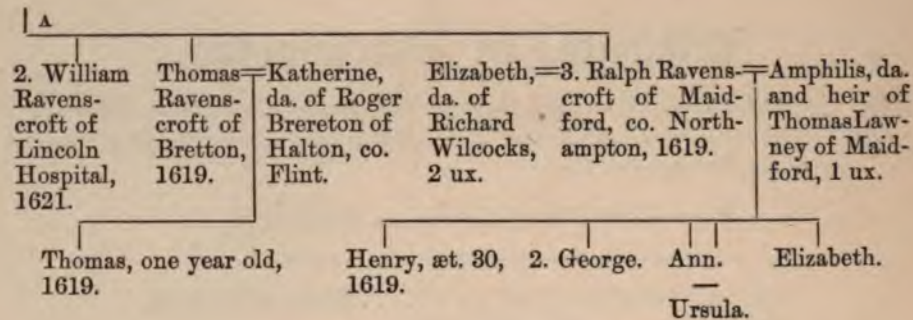 A
2. William
Ravens-
croft of
Lincoln
Hospital,
1621.
Thomas
Ravens-
croft of
Bretton,
1619.
Katherine,
da. of Roger
Brereton of
Halton, co.
Flint.
Elizabeth,
da. of
Richard
Wilcocks,
2 ux.
3. Ralph Ravens-
croft of Maid-
ford, co. North-
ampton, 1619.
Amphilis, da.
and heir of
Thomas Law-
ney of Maid-
ford, 1 ux.
Thomas, one year old,
1619.
Henry, æt. 30,
1619.
2. George.
Ann.
—
Ursula.
Elizabeth.